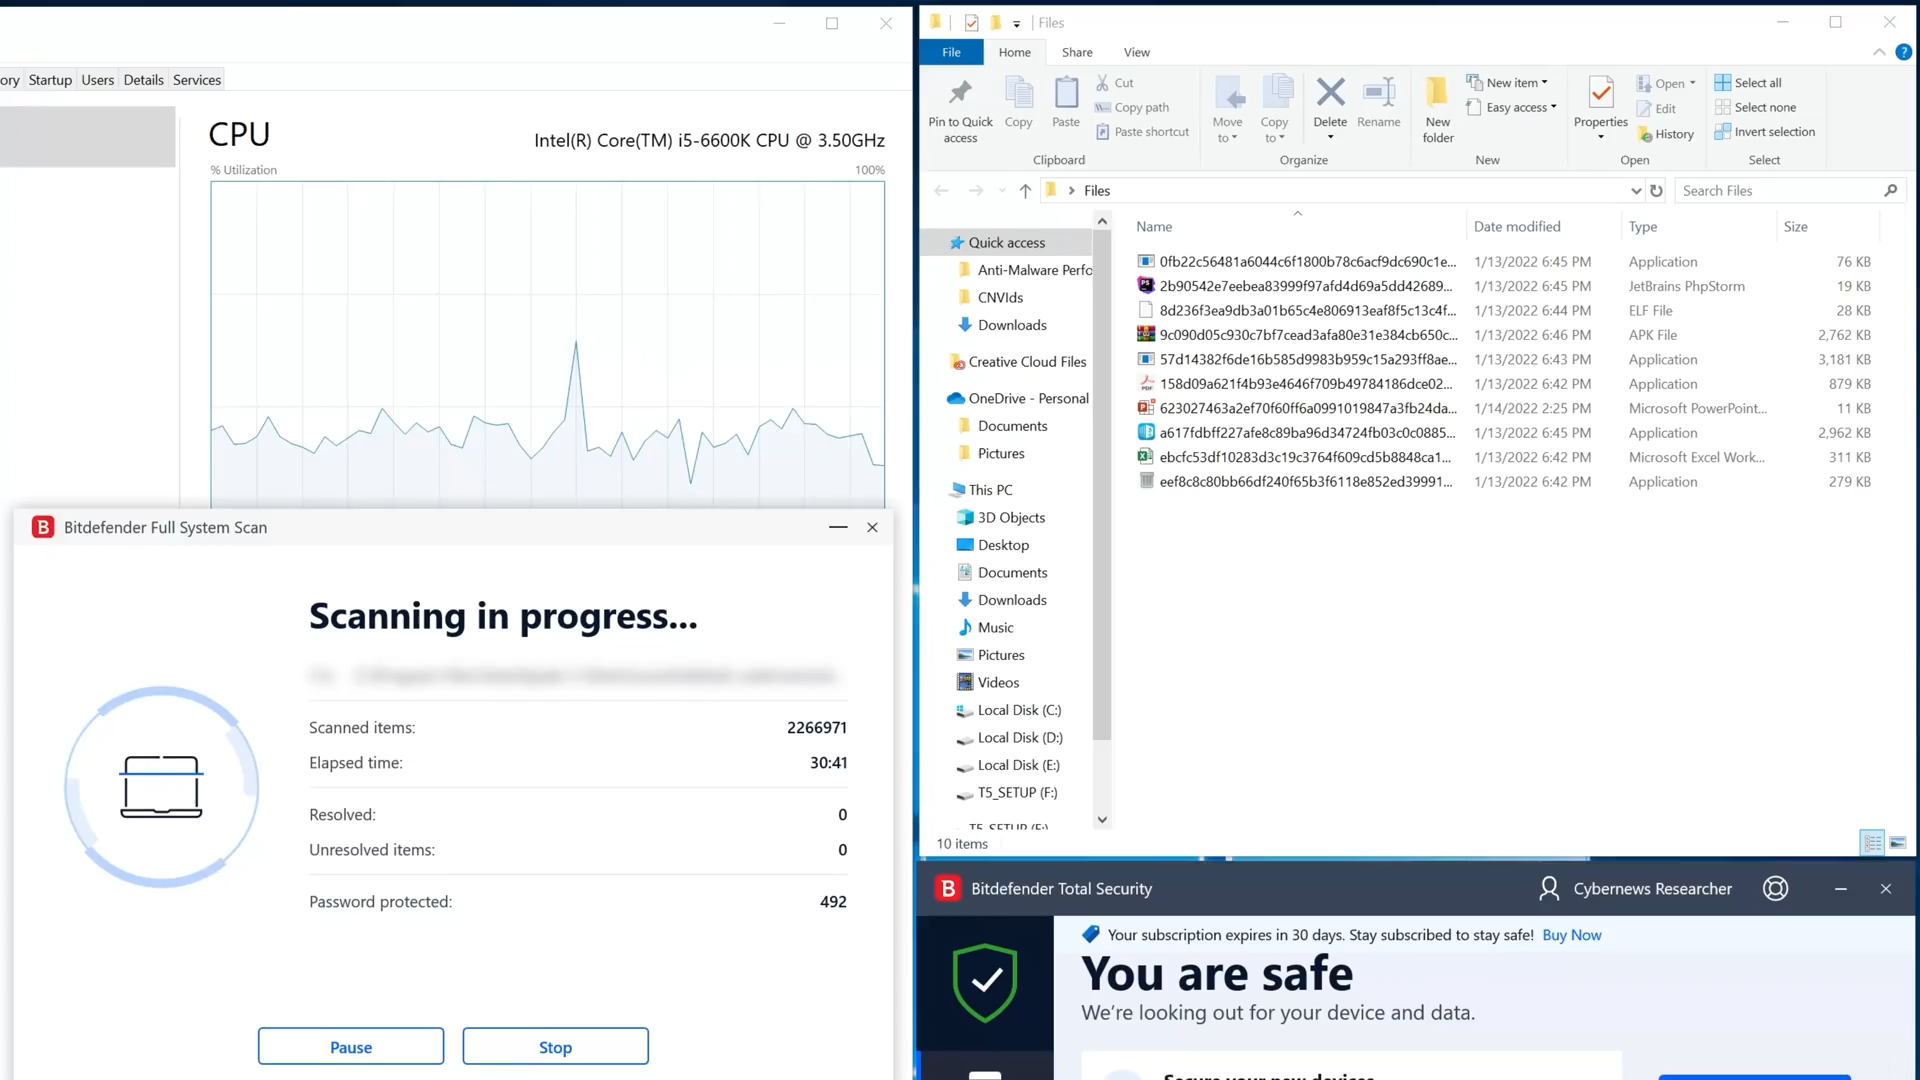 ory Startup Users Details Services
CPU
Intel(R) Core(TM) i5-6600K CPU @ 3.50GHz
% Utilization
100%
Bitdefender Full System Scan
Scanning in progress...
Scanned items: 2266971
Elapsed time: 30:41
Resolved: 0
Unresolved items: 0
Password protected: 492
Pause
Stop
Files
File Home Share View
Pin to Quick access
Copy
Paste
Cut
Copy path
Paste shortcut
Clipboard
Move to
Copy to
Delete
Rename
Organize
New folder
New item
Easy access
New
Properties
Open
Edit
History
Open
Select all
Select none
Invert selection
Select
Files
Search Files
Quick access
Anti-Malware Perfo
CNVIds
Downloads
Creative Cloud Files
OneDrive - Personal
Documents
Pictures
This PC
3D Objects
Desktop
Documents
Downloads
Music
Pictures
Videos
Local Disk (C:)
Local Disk (D:)
Local Disk (E:)
T5_SETUP (F:)
T5_SETUP (F:)
Name Date modified Type Size
0fb22c56481a6044c6f1800b78c6acf9dc690c1e... 1/13/2022 6:45 PM Application 76 KB
2b90542e7eebea83999f97afd4d69a5dd42689... 1/13/2022 6:45 PM JetBrains PhpStorm 19 KB
8d236f3ea9db3a01b65c4e806913eaf8f5c13c4f... 1/13/2022 6:44 PM ELF File 28 KB
9c090d05c930c7bf7cead3afa80e31e384cb650c... 1/13/2022 6:46 PM APK File 2,762 KB
57d14382f6de16b585d9983b959c15a293ff8ae... 1/13/2022 6:43 PM Application 3,181 KB
158d09a621f4b93e4646f709b49784186dce02... 1/13/2022 6:42 PM Application 879 KB
623027463a2ef70f60ff6a0991019847a3fb24da... 1/14/2022 2:25 PM Microsoft PowerPoint... 11 KB
a617fdbff227afe8c89ba96d34724fb03c0c0885... 1/13/2022 6:45 PM Application 2,962 KB
ebcfc53df10283d3c19c3764f609cd5b8848ca1... 1/13/2022 6:42 PM Microsoft Excel Work... 311 KB
eef8c8c80bb66df240f65b3f6118e852ed39991... 1/13/2022 6:42 PM Application 279 KB
10 items
Bitdefender Total Security
Cybernews Researcher
Your subscription expires in 30 days. Stay subscribed to stay safe! Buy Now
You are safe
We're looking out for your device and data.
Secure your new devices